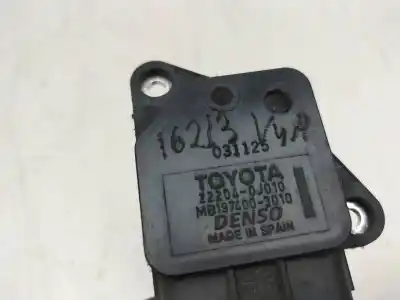 16213 V4A
031125
TOYOTA
22204-0J010
MB197400-3010
DENSO
MADE IN SPAIN